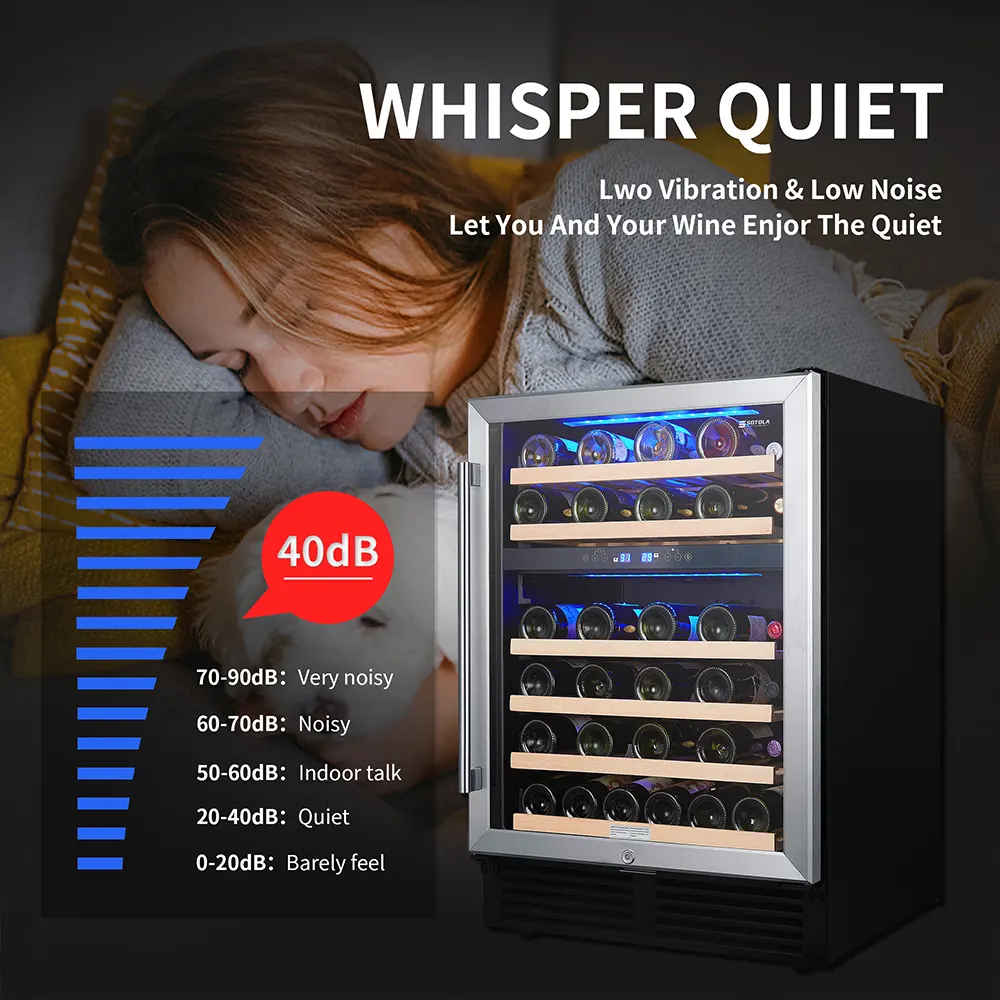 WHISPER QUIET
Lwo Vibration & Low Noise
Let You And Your Wine Enjor The Quiet
SOTOLA
40dB
70-90dB： Very noisy
60-70dB： Noisy
50-60dB： Indoor talk
20-40dB： Quiet
0-20dB： Barely feel